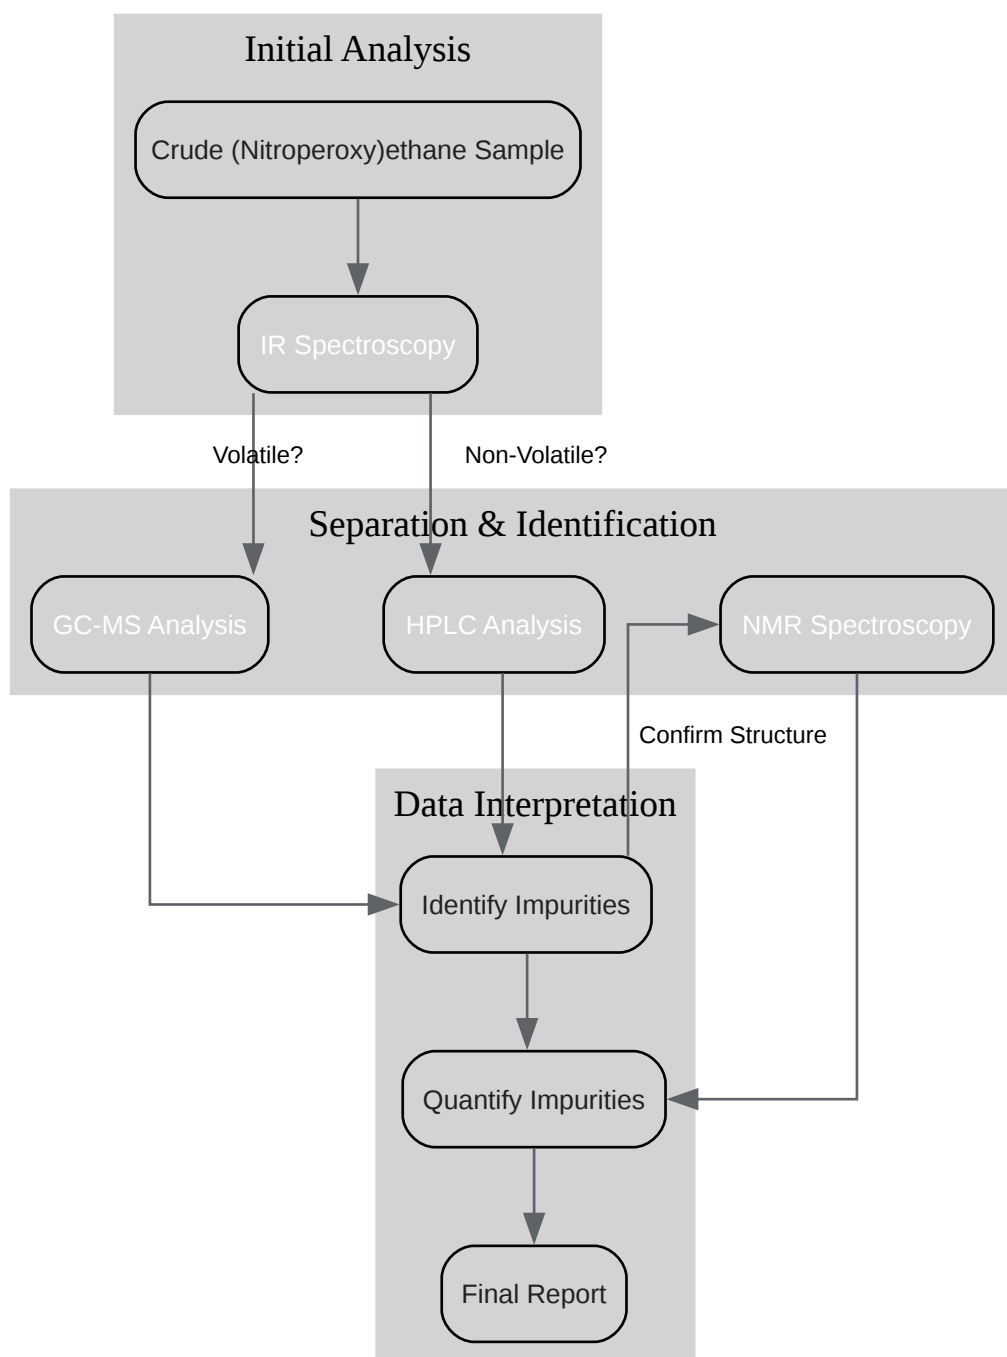 Initial Analysis
Crude (Nitroperoxy)ethane Sample
IR Spectroscopy
Volatile?
Non-Volatile?
Separation & Identification
GC-MS Analysis
HPLC Analysis
NMR Spectroscopy
Confirm Structure
Data Interpretation
Identify Impurities
Quantify Impurities
Final Report